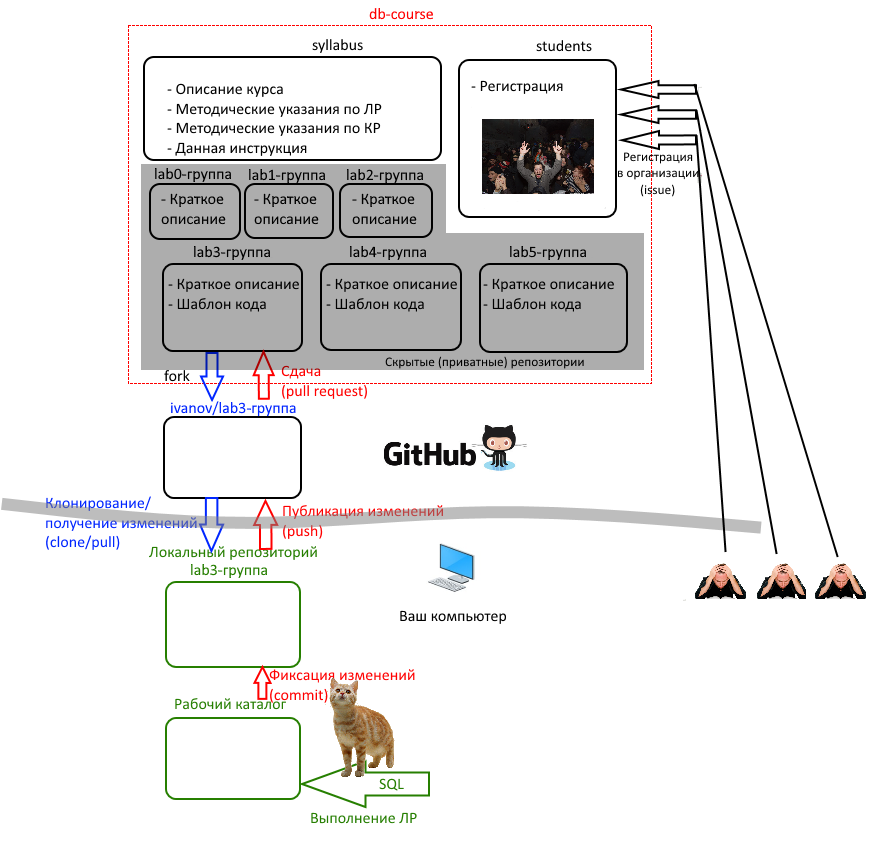 db-course
syllabus
students
- Описание курса
- Методические указания по ЛР
- Методические указания по КР
- Данная инструкция
- Регистрация
Регистрация
в организации
(issue)
lab0-группа
lab1-группа
lab2-группа
- Краткое
описание
- Краткое
описание
- Краткое
описание
lab3-группа
lab4-группа
lab5-группа
- Краткое описание
- Шаблон кода
- Краткое описание
- Шаблон кода
- Краткое описание
- Шаблон кода
Скрытые (приватные) репозитории
fork
Сдача
(pull request)
ivanov/lab3-группа
GitHub
Клонирование/
получение изменений
(clone/pull)
Публикация изменений
(push)
Локальный репозиторий
lab3-группа
Ваш компьютер
Фиксация изменений
(commit)
Рабочий каталог
SQL
Выполнение ЛР